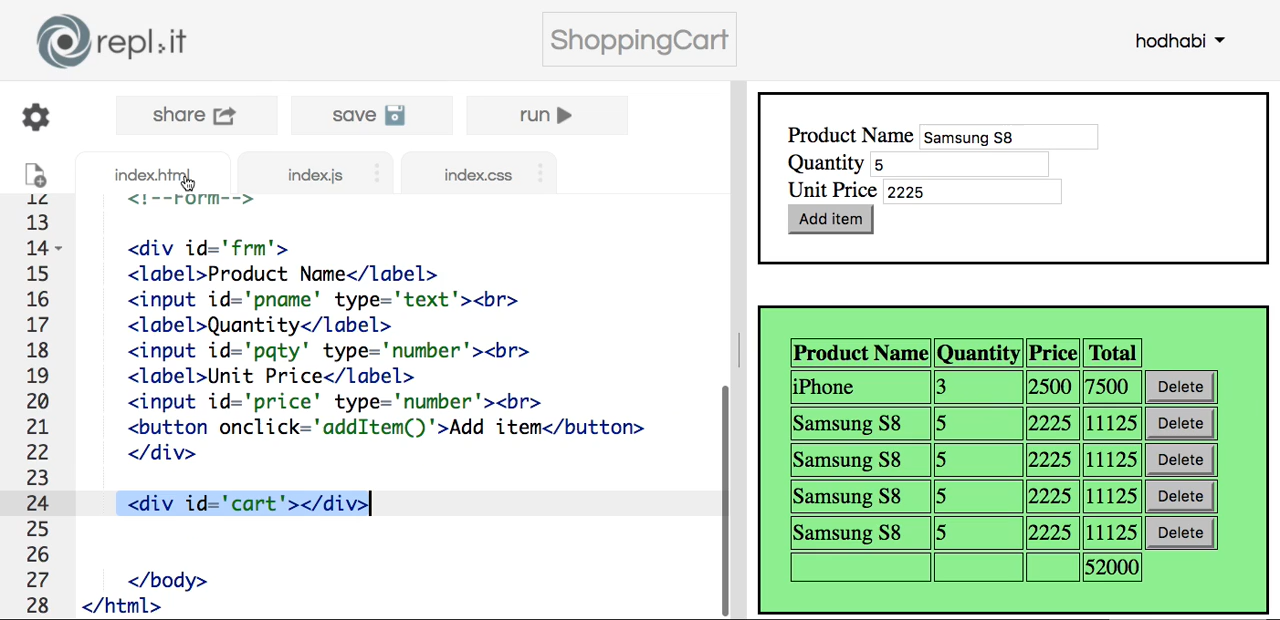 repl.it
ShoppingCart
hodhabi
share
save
run
index.html
index.js
index.css
12 <!--Form-->
13
14 <div id='frm'>
15 <label>Product Name</label>
16 <input id='pname' type='text'><br>
17 <label>Quantity</label>
18 <input id='pqty' type='number'><br>
19 <label>Unit Price</label>
20 <input id='price' type='number'><br>
21 <button onclick='addItem()'>Add item</button>
22 </div>
23
24 <div id='cart'></div>
25
26
27 </body>
28 </html>
Product Name Samsung S8
Quantity 5
Unit Price 2225
Add item
Product Name Quantity Price Total
iPhone 3 2500 7500 Delete
Samsung S8 5 2225 11125 Delete
Samsung S8 5 2225 11125 Delete
Samsung S8 5 2225 11125 Delete
Samsung S8 5 2225 11125 Delete
52000